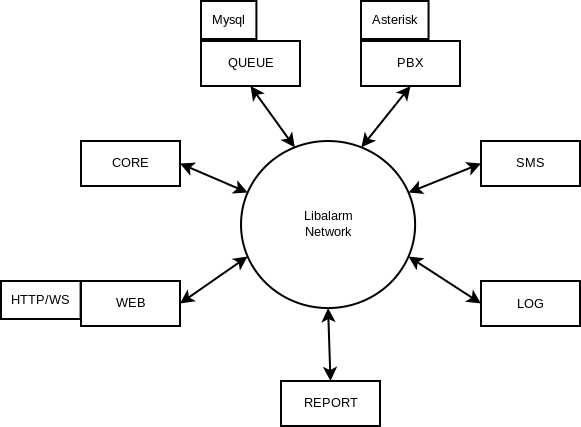 Mysql
Asterisk
QUEUE
PBX
CORE
SMS
Libalarm
Network
HTTP/WS
WEB
LOG
REPORT